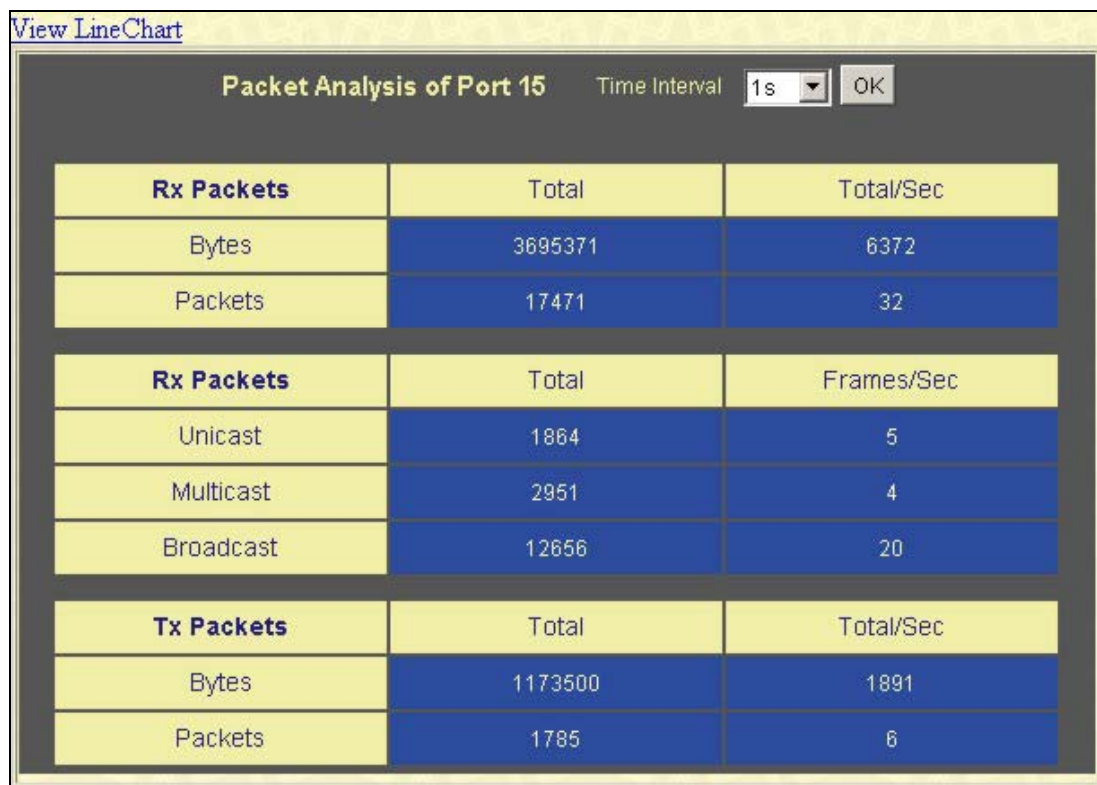 View LineChart
Packet Analysis of Port 15 Time Interval 1s OK
Rx Packets Total Total/Sec
Bytes 3695371 6372
Packets 17471 32
Rx Packets Total Frames/Sec
Unicast 1864 5
Multicast 2951 4
Broadcast 12656 20
Tx Packets Total Total/Sec
Bytes 1173500 1891
Packets 1785 6